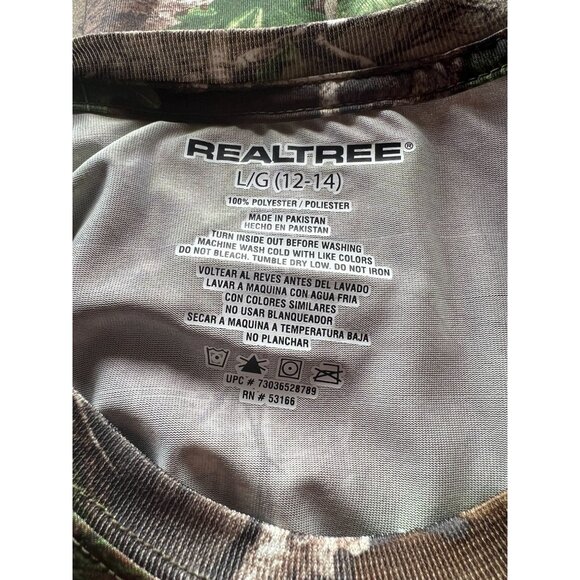 REALTREE®
L/G (12-14)
100% POLYESTER / POLIESTER
MADE IN PAKISTAN
HECHO EN PAKISTAN
TURN INSIDE OUT BEFORE WASHING
MACHINE WASH COLD WITH LIKE COLORS
DO NOT BLEACH. TUMBLE DRY LOW. DO NOT IRON
VOLTEAR AL REVES ANTES DEL LAVADO
LAVAR A MAQUINA CON AGUA FRIA
CON COLORES SIMILARES
NO USAR BLANQUEADOR
SECAR A MAQUINA A TEMPERATURA BAJA
NO PLANCHAR
UPC # 73036528789
RN # 53166